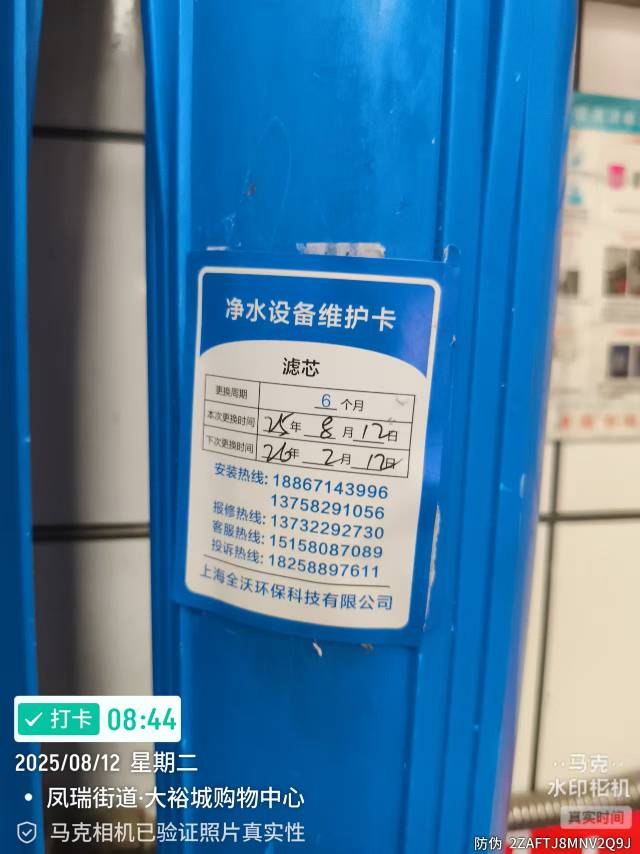 净水设备维护卡
滤芯
更换周期 6 个月
本次更换时间 25年 8月12日
下次更换时间 26年 2月12日
安装热线: 18867143996
13758291056
报修热线: 13732292730
客服热线: 15158087089
投诉热线: 18258897611
上海全沃环保科技有限公司
打卡 08:44
2025/08/12 星期二
凤瑞街道·大裕城购物中心
马克相机已验证照片真实性
马克
水印相机
真实时间
防伪 2ZAFTJ8MNV2Q9J